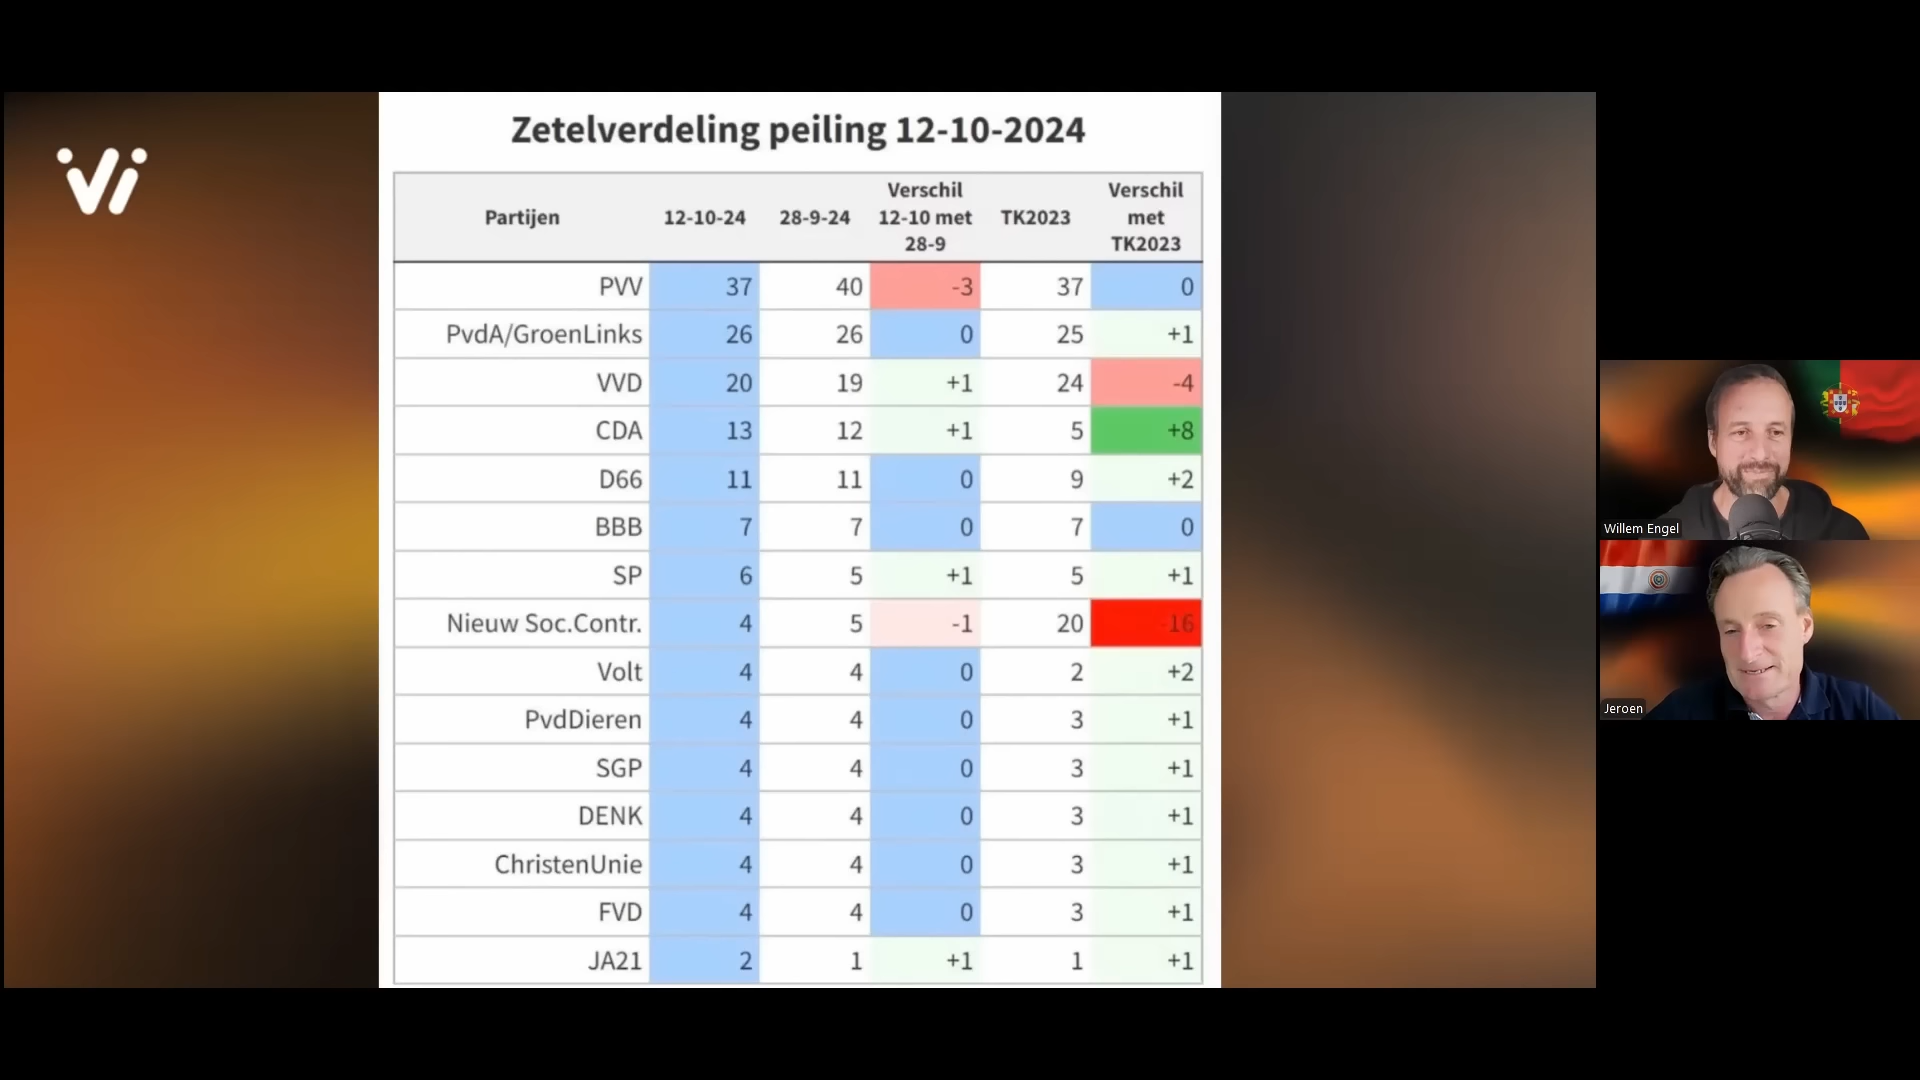 Zetelverdeling peiling 12-10-2024
Partijen 12-10-24 28-9-24 Verschil 12-10 met 28-9 TK2023 Verschil met TK2023
PVV 37 40 -3 37 0
PvdA/GroenLinks 26 26 0 25 +1
VVD 20 19 +1 24 -4
CDA 13 12 +1 5 +8
D66 11 11 0 9 +2
BBB 7 7 0 7 0
SP 6 5 +1 5 +1
Nieuw Soc.Contr. 4 5 -1 20 -16
Volt 4 4 0 2 +2
PvdDieren 4 4 0 3 +1
SGP 4 4 0 3 +1
DENK 4 4 0 3 +1
ChristenUnie 4 4 0 3 +1
FVD 4 4 0 3 +1
JA21 2 1 +1 1 +1
Willem Engel
Jeroen